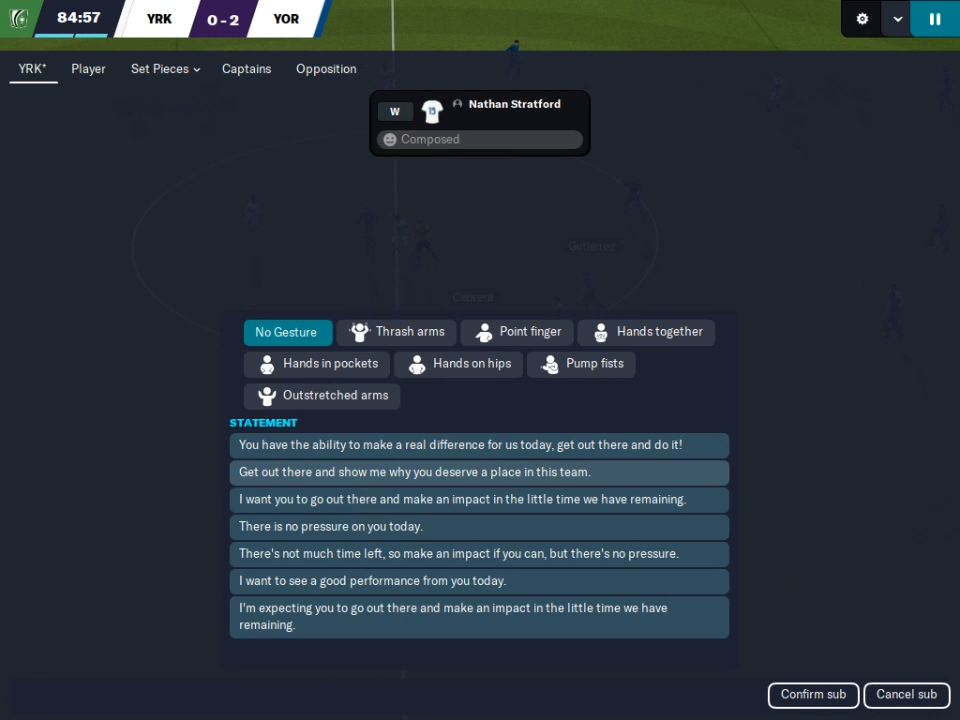 84:57
YRK
0 - 2
YOR
YRK*
Player
Set Pieces
Captains
Opposition
W
15
Nathan Stratford
Composed
Gutiérrez
Cabrera
No Gesture
Thrash arms
Point finger
Hands together
Hands in pockets
Hands on hips
Pump fists
Outstretched arms
STATEMENT
You have the ability to make a real difference for us today, get out there and do it!
Get out there and show me why you deserve a place in this team.
I want you to go out there and make an impact in the little time we have remaining.
There is no pressure on you today.
There's not much time left, so make an impact if you can, but there's no pressure.
I want to see a good performance from you today.
I'm expecting you to go out there and make an impact in the little time we have
remaining.
Confirm sub
Cancel sub